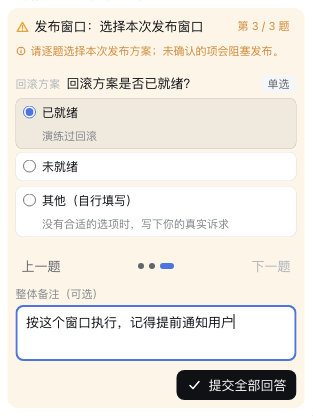 发布窗口：选择本次发布窗口 第 3 / 3 题
请逐题选择本次发布方案；未确认的项会阻塞发布。
回滚方案 回滚方案是否已就绪？ 单选
已就绪
演练过回滚
未就绪
其他（自行填写）
没有合适的选项时，写下你的真实诉求
上一题 下一题
整体备注（可选）
按这个窗口执行，记得提前通知用户
提交全部回答